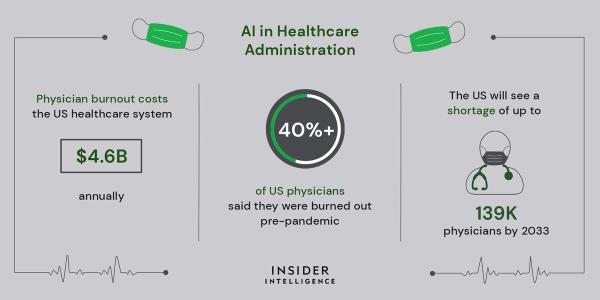 AI in Healthcare
Administration
Physician burnout costs
the US healthcare system
$4.6B
annually
40%+
of US physicians
said they were burned out
pre-pandemic
The US will see a
shortage of up to
139K
physicians by 2033
INSIDER
INTELLIGENCE